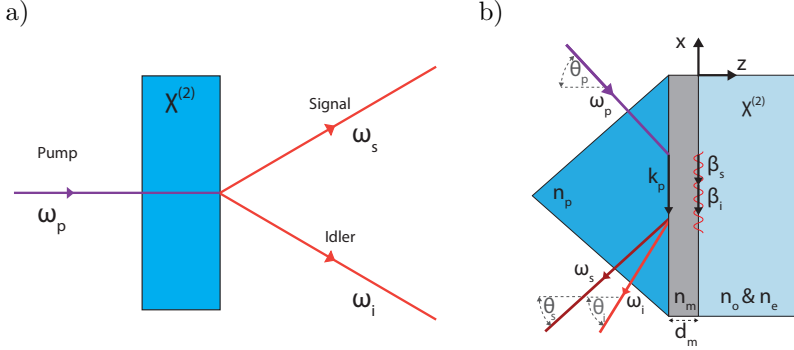 a)
χ(2)
Pump
ωp
Signal
ωs
Idler
ωi
b)
x
z
θp
ωp
χ(2)
kp
βs
βi
np
ωs
ωi
θs
θi
nm
no & ne
dm